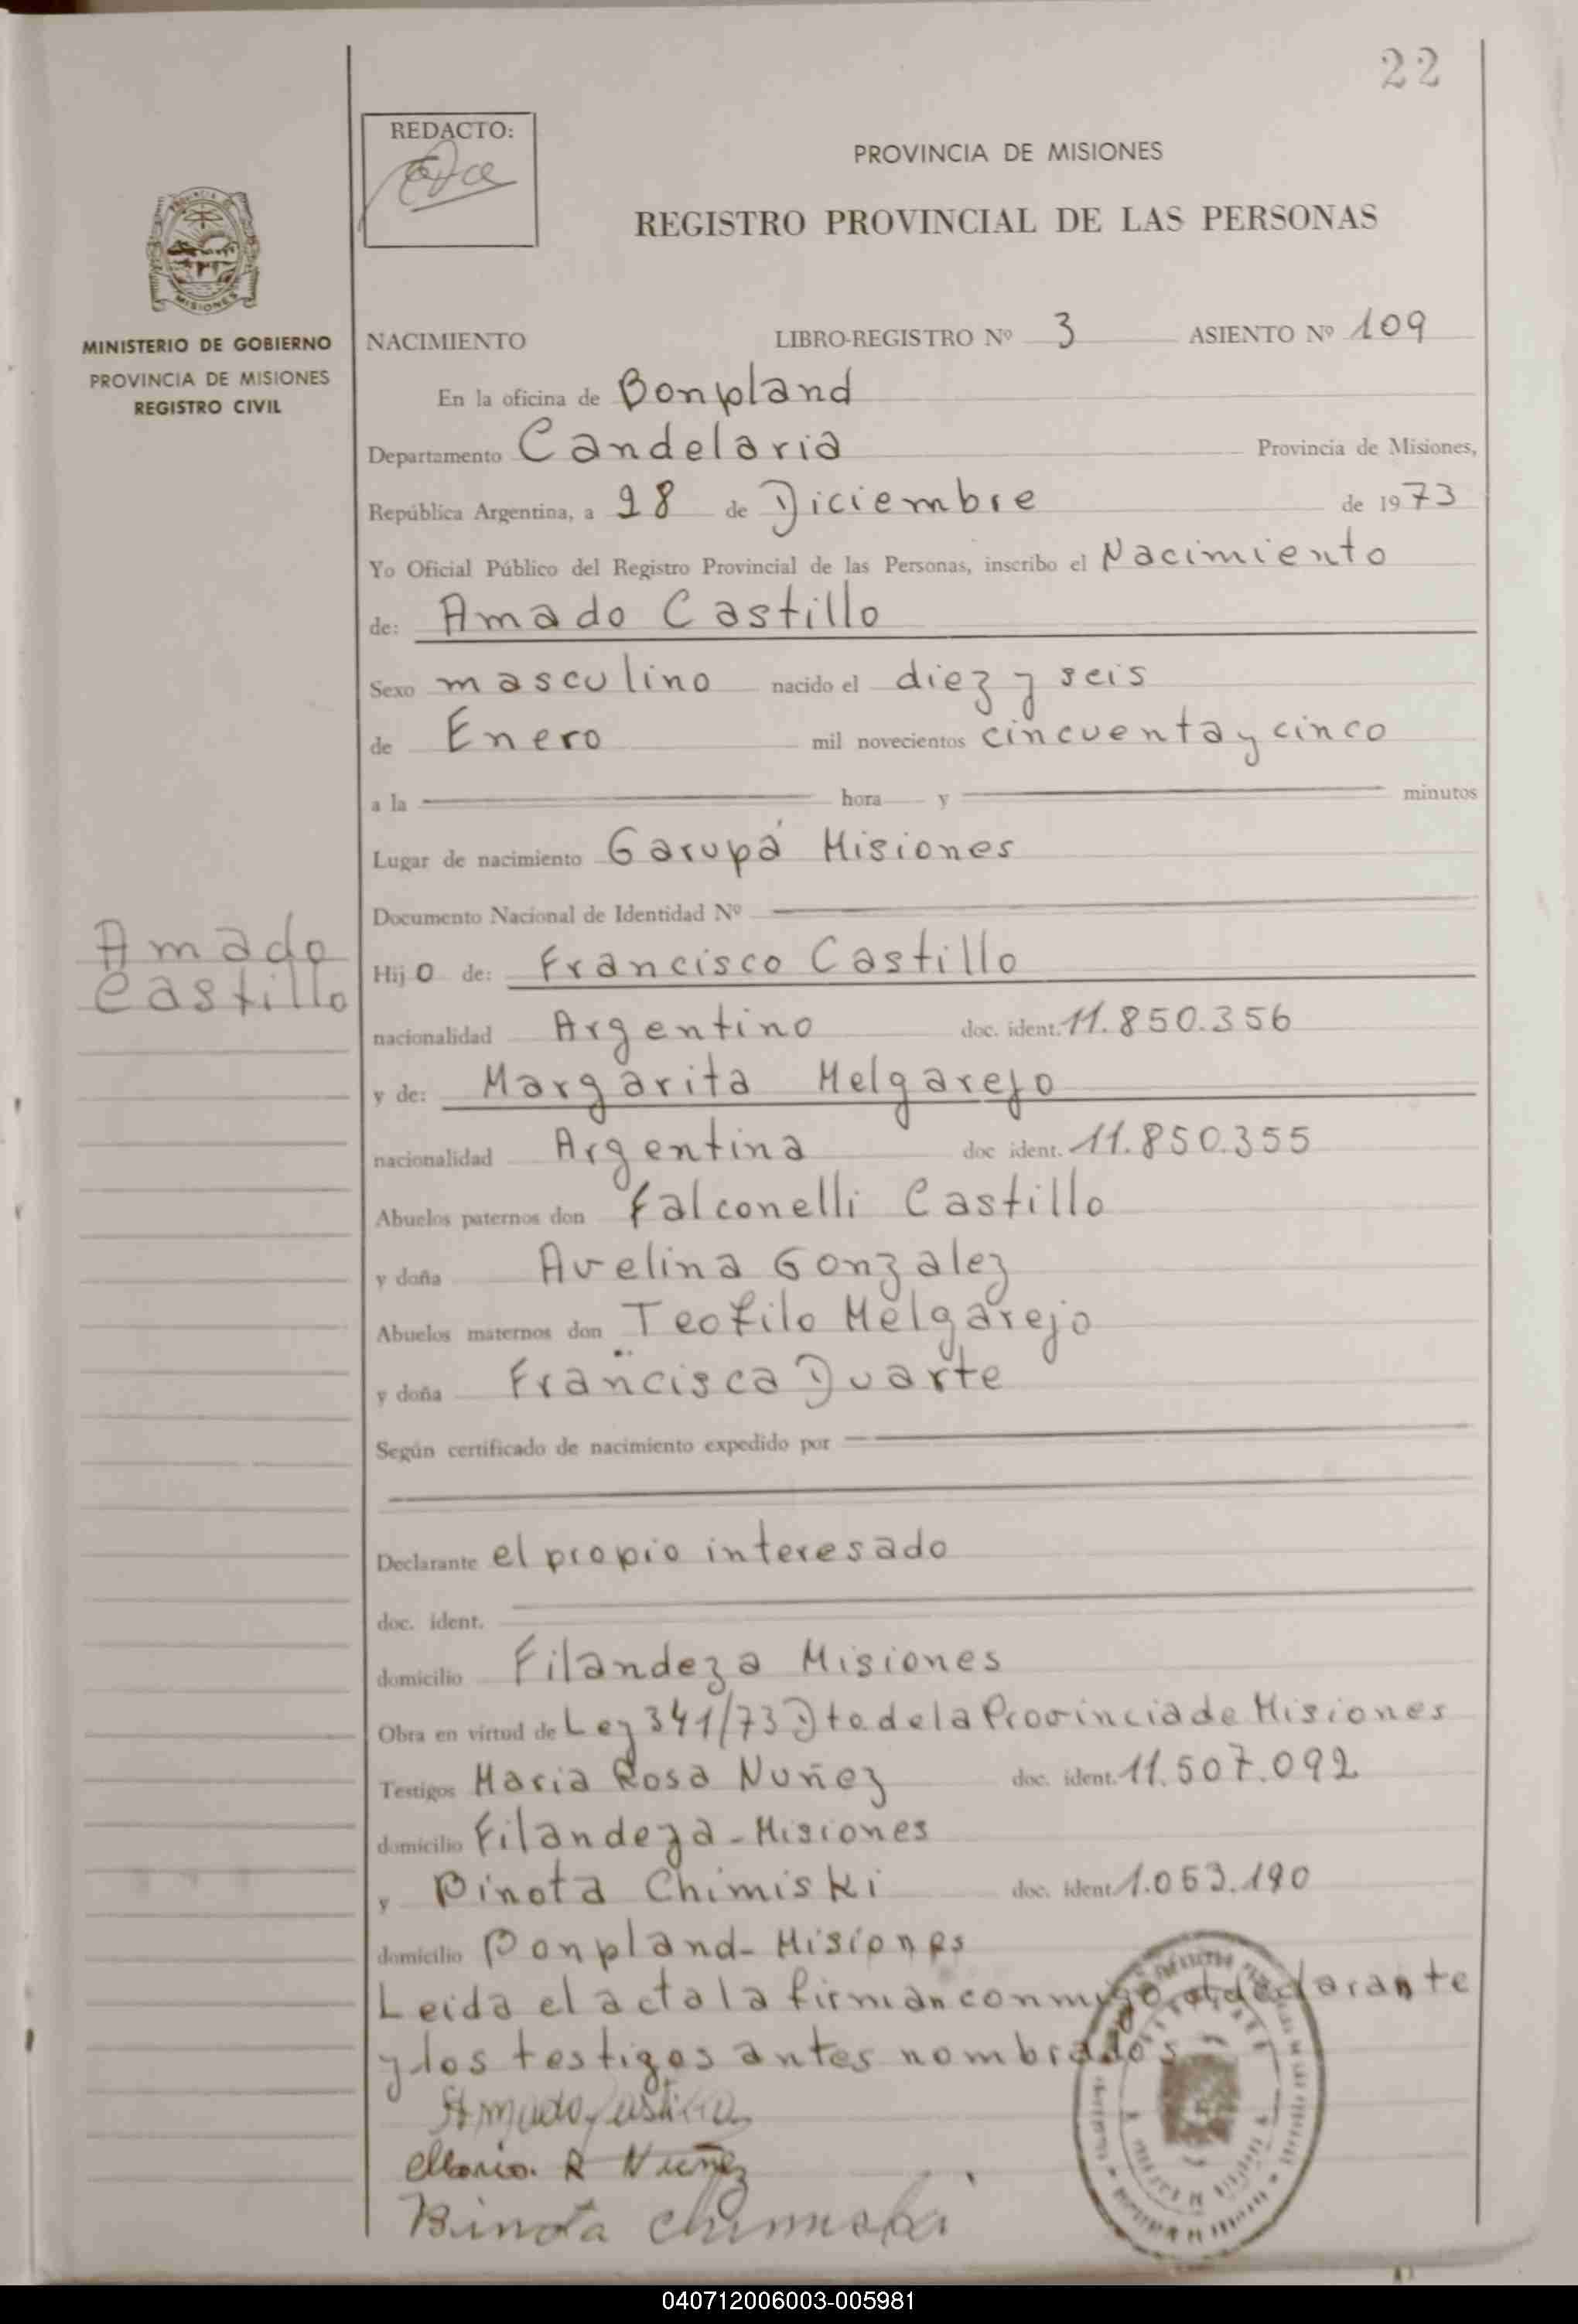 22
REDACTO:
PROVINCIA DE MISIONES
REGISTRO PROVINCIAL DE LAS PERSONAS
MISIONES
MINISTERIO DE GOBIERNO
PROVINCIA DE MISIONES
REGISTRO CIVIL
NACIMIENTO LIBRO-REGISTRO Nº 3 ASIENTO Nº 109
En la oficina de Bonpland
Departamento Candelaria Provincia de Misiones,
República Argentina, a 28 de Diciembre de 1973
Yo Oficial Público del Registro Provincial de las Personas, inscribo el Nacimiento
de: Amado Castillo
Sexo masculino nacido el diez y seis
de Enero mil novecientos cincuenta y cinco
a la hora y minutos
Lugar de nacimiento Garupá Misiones
Documento Nacional de Identidad Nº
Amado
Castillo
Hijo de: Francisco Castillo
nacionalidad Argentino doc. ident. 11.850.356
y de: Margarita Melgarejo
nacionalidad Argentina doc ident. 11.850.355
Abuelos paternos don Falconelli Castillo
y doña Avelina Gonzalez
Abuelos maternos don Teofilo Melgarejo
y doña Francisca Duarte
Según certificado de nacimiento expedido por
Declarante el propio interesado
doc. ident.
domicilio Filandeza Misiones
Obra en virtud de Ley 341/73 Dto de la Provincia de Misiones
Testigos Maria Rosa Nuñez doc. ident. 11.507.092
domicilio Filandeza - Misiones
y Binota Chimiski doc. ident 1.053.190
domicilio Bonpland - Misiones
Leida el acta la firman conmigo el declarante
y los testigos antes nombrados
Amado Castillo
Maria. R Nuñez
Binota Chimiski
040712006003-005981